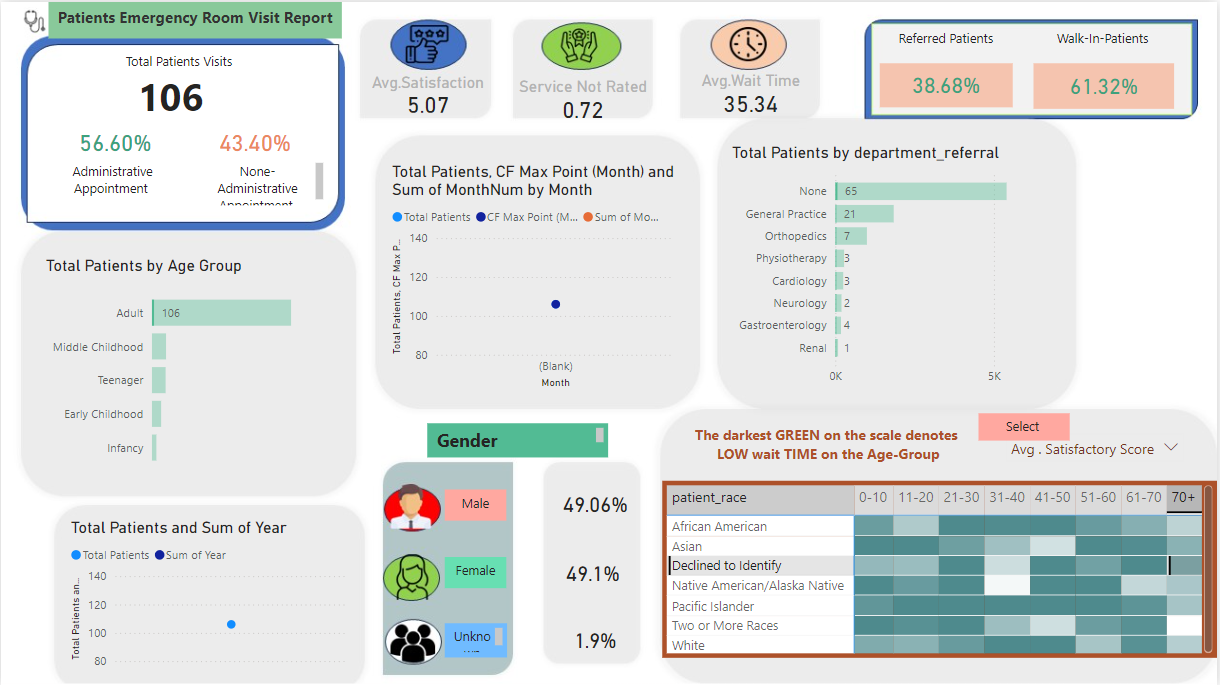 Patients Emergency Room Visit Report
Total Patients Visits
106
56.60%
Administrative
Appointment
43.40%
None-
Administrative
Appointment
Avg.Satisfaction
5.07
Service Not Rated
0.72
Avg.Wait Time
35.34
Referred Patients
38.68%
Walk-In-Patients
61.32%
Total Patients by Age Group
Adult 106
Middle Childhood
Teenager
Early Childhood
Infancy
Total Patients, CF Max Point (Month) and
Sum of MonthNum by Month
Total Patients CF Max Point (M... Sum of Mo...
Total Patients, CF Max P...
140
120
100
80
(Blank)
Month
Total Patients by department_referral
None 65
General Practice 21
Orthopedics 7
Physiotherapy 3
Cardiology 3
Neurology 2
Gastroenterology 4
Renal 1
0K 5K
Total Patients and Sum of Year
Total Patients Sum of Year
Total Patients an...
140
120
100
80
Gender
Male 49.06%
Female 49.1%
Unkno 1.9%
The darkest GREEN on the scale denotes
LOW wait TIME on the Age-Group
Select
Avg . Satisfactory Score
patient_race 0-10 11-20 21-30 31-40 41-50 51-60 61-70 70+
African American
Asian
Declined to Identify
Native American/Alaska Native
Pacific Islander
Two or More Races
White